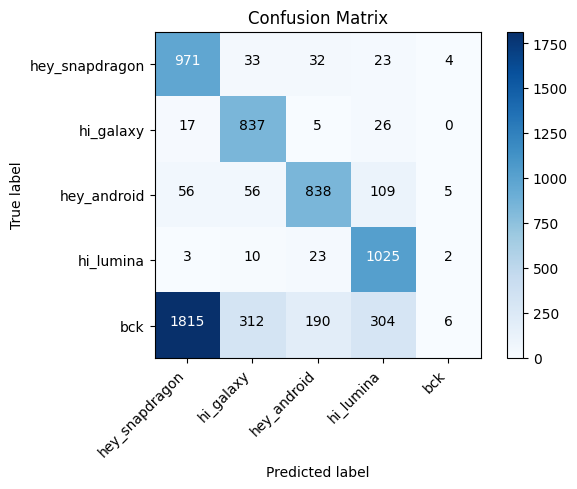 Confusion Matrix
True label
hey_snapdragon 971 33 32 23 4
hi_galaxy 17 837 5 26 0
hey_android 56 56 838 109 5
hi_lumina 3 10 23 1025 2
bck 1815 312 190 304 6
hey_snapdragon hi_galaxy hey_android hi_lumina bck
Predicted label
1750
1500
1250
1000
750
500
250
0